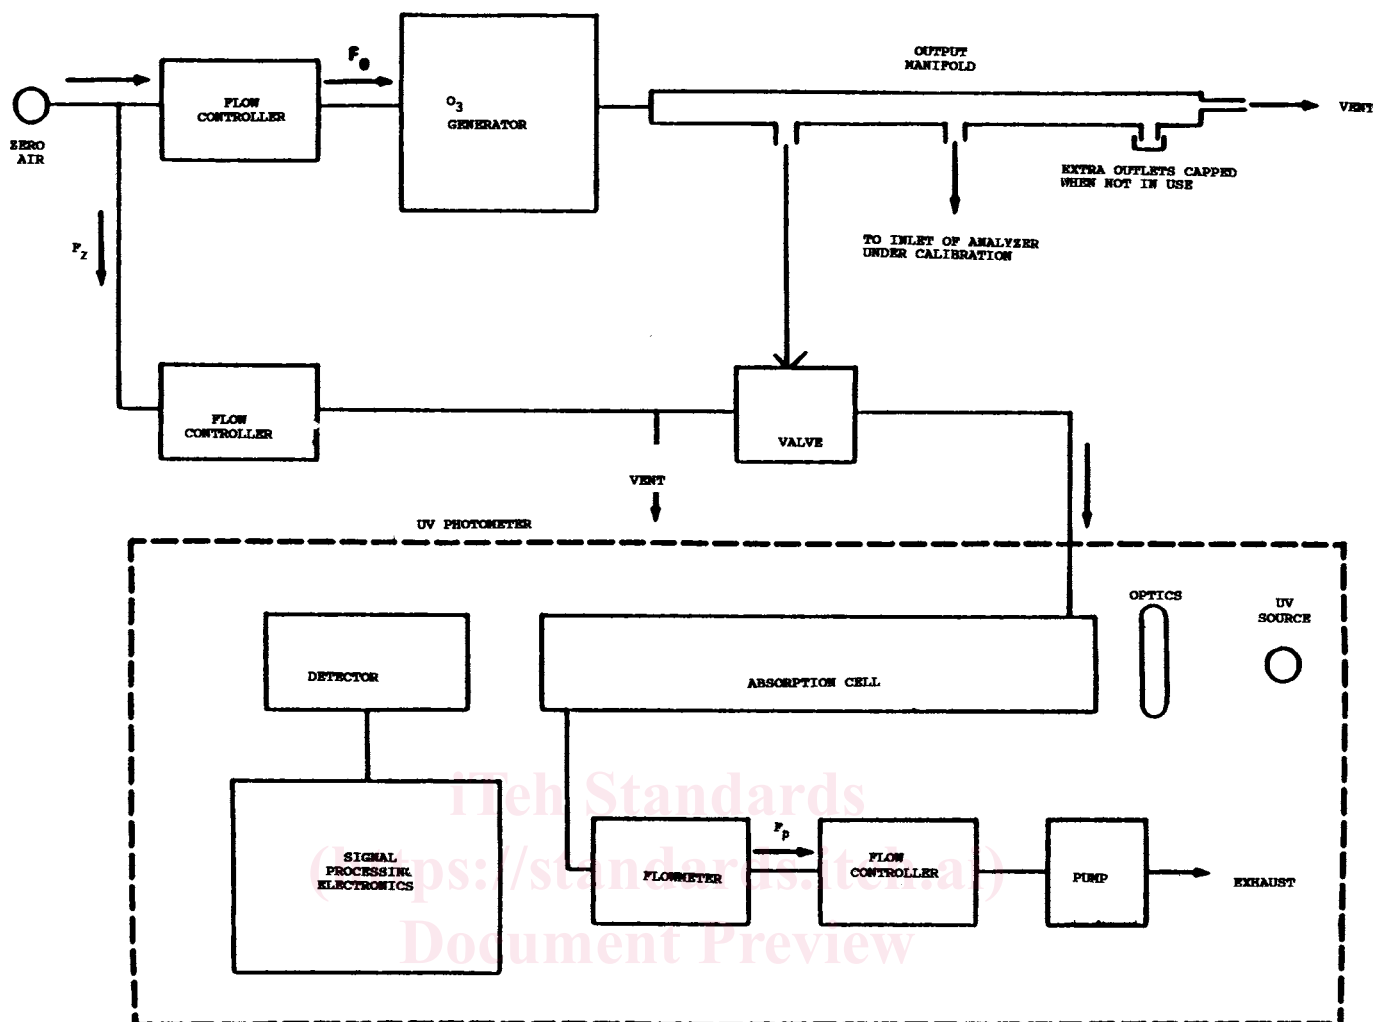 F₀
OUTPUT
MANIFOLD
O₃
GENERATOR
FLOW
CONTROLLER
VENT
ZERO
AIR
EXTRA OUTLETS CAPPED
WHEN NOT IN USE
F_Z
TO INLET OF ANALYZER
UNDER CALIBRATION
FLOW
CONTROLLER
VALVE
VENT
UV PHOTOMETER
OPTICS
UV
SOURCE
DETECTOR
ABSORPTION CELL
iTeh Standards
(https://standards.iteh.ai)
Document Preview
SIGNAL
PROCESSING
ELECTRONICS
F_p
FLOWMETER
FLOW
CONTROLLER
PUMP
EXHAUST